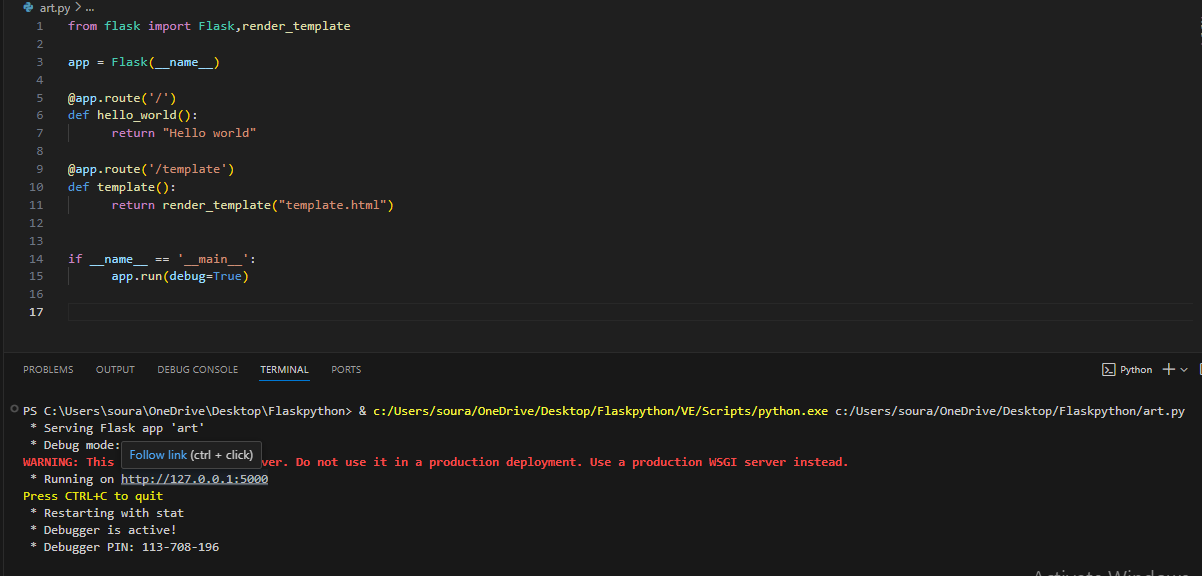 art.py > ...
1 from flask import Flask,render_template
2
3 app = Flask(__name__)
4
5 @app.route('/')
6 def hello_world():
7 return "Hello world"
8
9 @app.route('/template')
10 def template():
11 return render_template("template.html")
12
13
14 if __name__ == '__main__':
15 app.run(debug=True)
16
17
PROBLEMS OUTPUT DEBUG CONSOLE TERMINAL PORTS Python
PS C:\Users\soura\OneDrive\Desktop\Flaskpython> & c:/Users/soura/OneDrive/Desktop/Flaskpython/VE/Scripts/python.exe c:/Users/soura/OneDrive/Desktop/Flaskpython/art.py
* Serving Flask app 'art'
* Debug mode:
Follow link (ctrl + click)
WARNING: This ver. Do not use it in a production deployment. Use a production WSGI server instead.
* Running on http://127.0.0.1:5000
Press CTRL+C to quit
* Restarting with stat
* Debugger is active!
* Debugger PIN: 113-708-196
Activate Windows